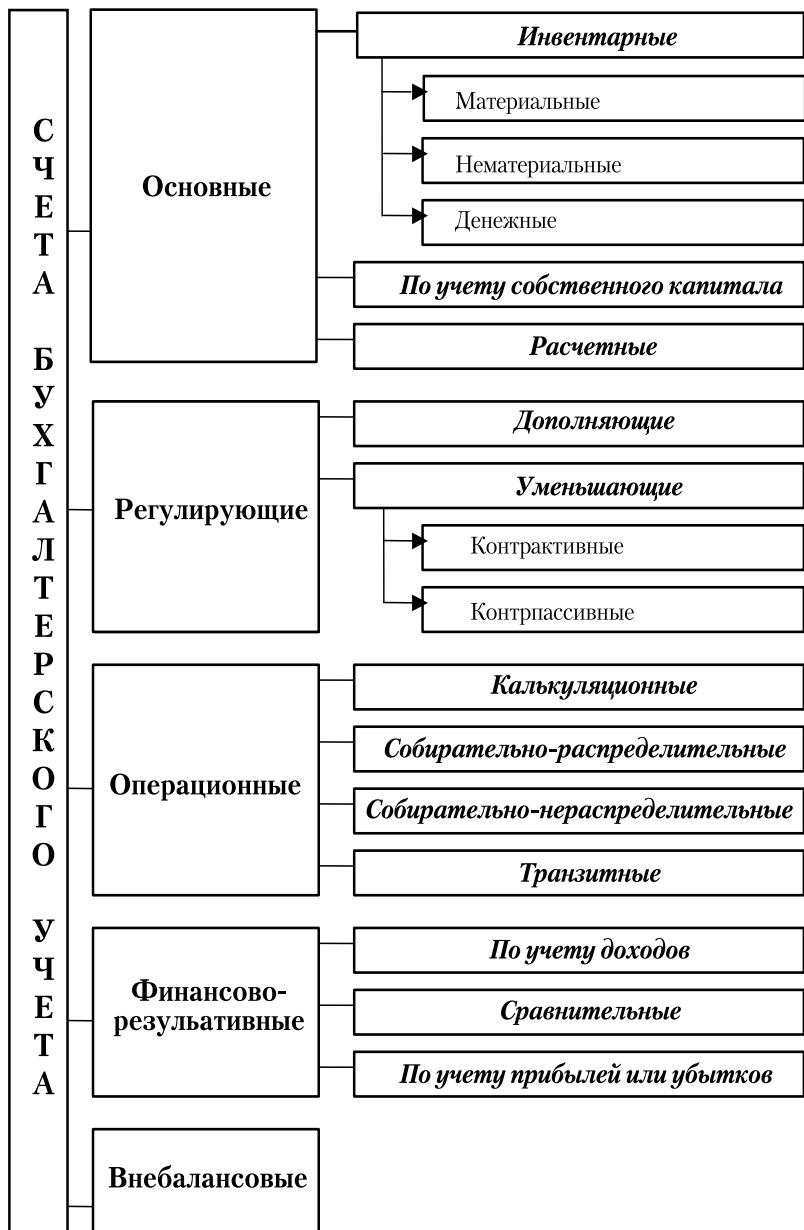 СЧЕТА БУХГАЛТЕРСКОГО УЧЕТА
Основные
Инвентарные
Материальные
Нематериальные
Денежные
По учету собственного капитала
Расчетные
Регулирующие
Дополняющие
Уменьшающие
Контрактивные
Контрпассивные
Операционные
Калькуляционные
Собирательно-распределительные
Собирательно-нераспределительные
Транзитные
Финансово-
резульативные
По учету доходов
Сравнительные
По учету прибылей или убытков
Внебалансовые